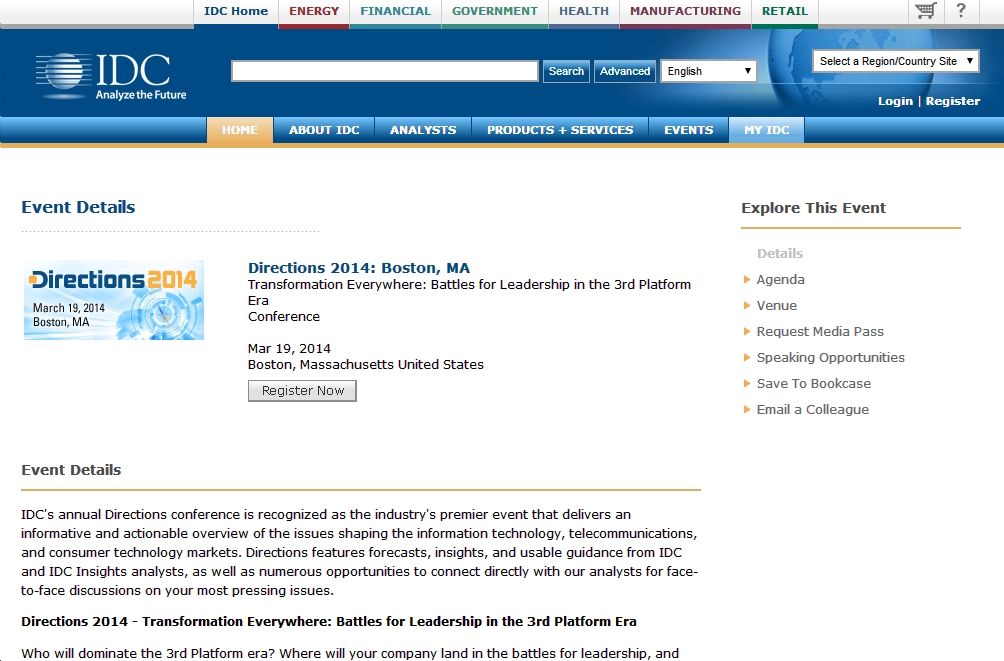 IDC Home ENERGY FINANCIAL GOVERNMENT HEALTH MANUFACTURING RETAIL ?
IDC
Analyze the Future
Search Advanced English Select a Region/Country Site
Login | Register
HOME ABOUT IDC ANALYSTS PRODUCTS + SERVICES EVENTS MY IDC
Event Details
Directions 2014
March 19, 2014
Boston, MA
Directions 2014: Boston, MA
Transformation Everywhere: Battles for Leadership in the 3rd Platform
Era
Conference
Mar 19, 2014
Boston, Massachusetts United States
Register Now
Explore This Event
Details
Agenda
Venue
Request Media Pass
Speaking Opportunities
Save To Bookcase
Email a Colleague
Event Details
IDC's annual Directions conference is recognized as the industry's premier event that delivers an
informative and actionable overview of the issues shaping the information technology, telecommunications,
and consumer technology markets. Directions features forecasts, insights, and usable guidance from IDC
and IDC Insights analysts, as well as numerous opportunities to connect directly with our analysts for face-
to-face discussions on your most pressing issues.
Directions 2014 - Transformation Everywhere: Battles for Leadership in the 3rd Platform Era
Who will dominate the 3rd Platform era? Where will your company land in the battles for leadership, and